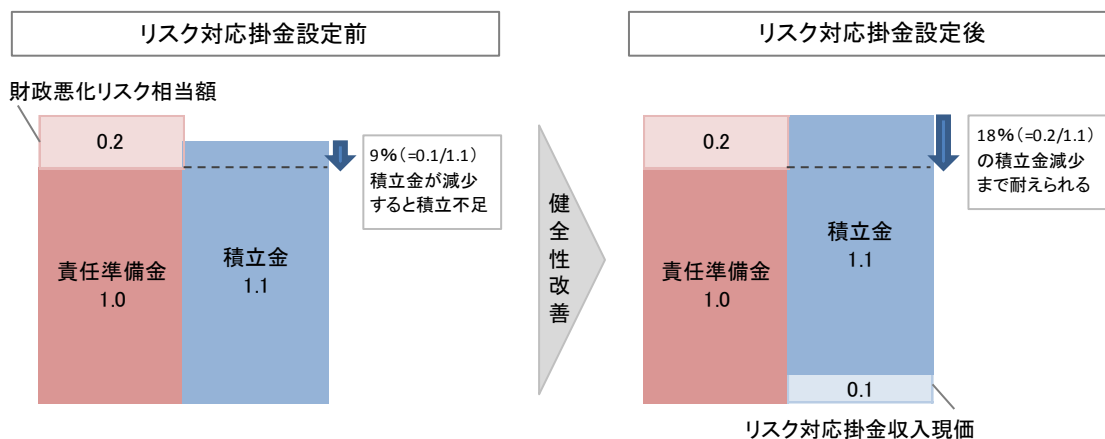 リスク対応掛金設定前
財政悪化リスク相当額
0.2
責任準備金
1.0
積立金
1.1
9%(=0.1/1.1)
積立金が減少
すると積立不足
健全性改善
リスク対応掛金設定後
0.2
責任準備金
1.0
積立金
1.1
0.1
18%(=0.2/1.1)
の積立金減少
まで耐えられる
リスク対応掛金収入現価